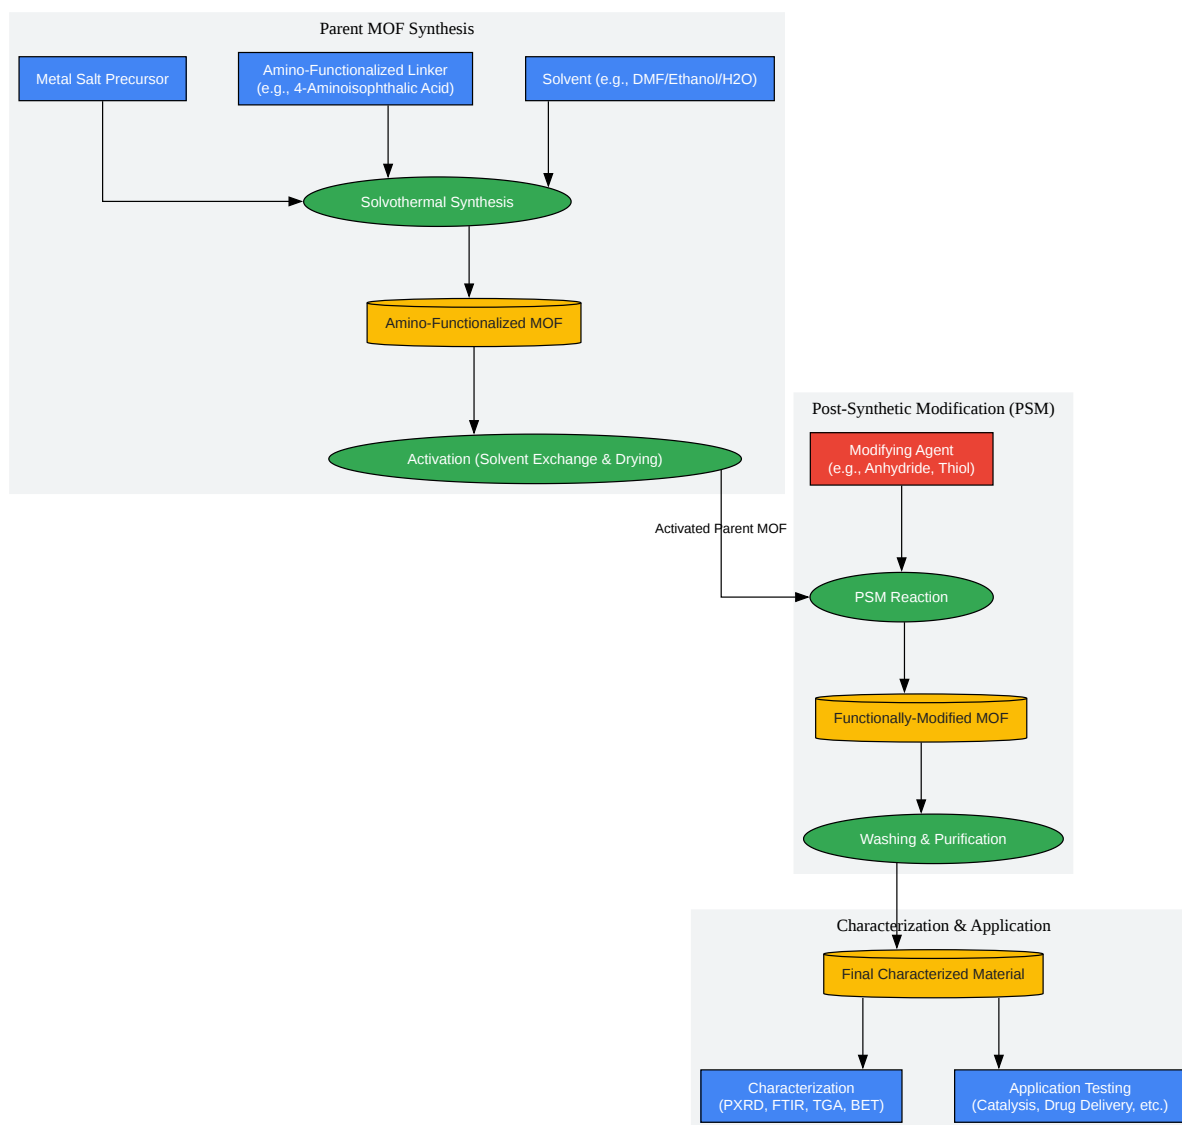 Parent MOF Synthesis
Metal Salt Precursor
Amino-Functionalized Linker
(e.g., 4-Aminoisophthalic Acid)
Solvent (e.g., DMF/Ethanol/H2O)
Solvothermal Synthesis
Amino-Functionalized MOF
Activation (Solvent Exchange & Drying)
Activated Parent MOF
Post-Synthetic Modification (PSM)
Modifying Agent
(e.g., Anhydride, Thiol)
PSM Reaction
Functionally-Modified MOF
Washing & Purification
Characterization & Application
Final Characterized Material
Characterization
(PXRD, FTIR, TGA, BET)
Application Testing
(Catalysis, Drug Delivery, etc.)